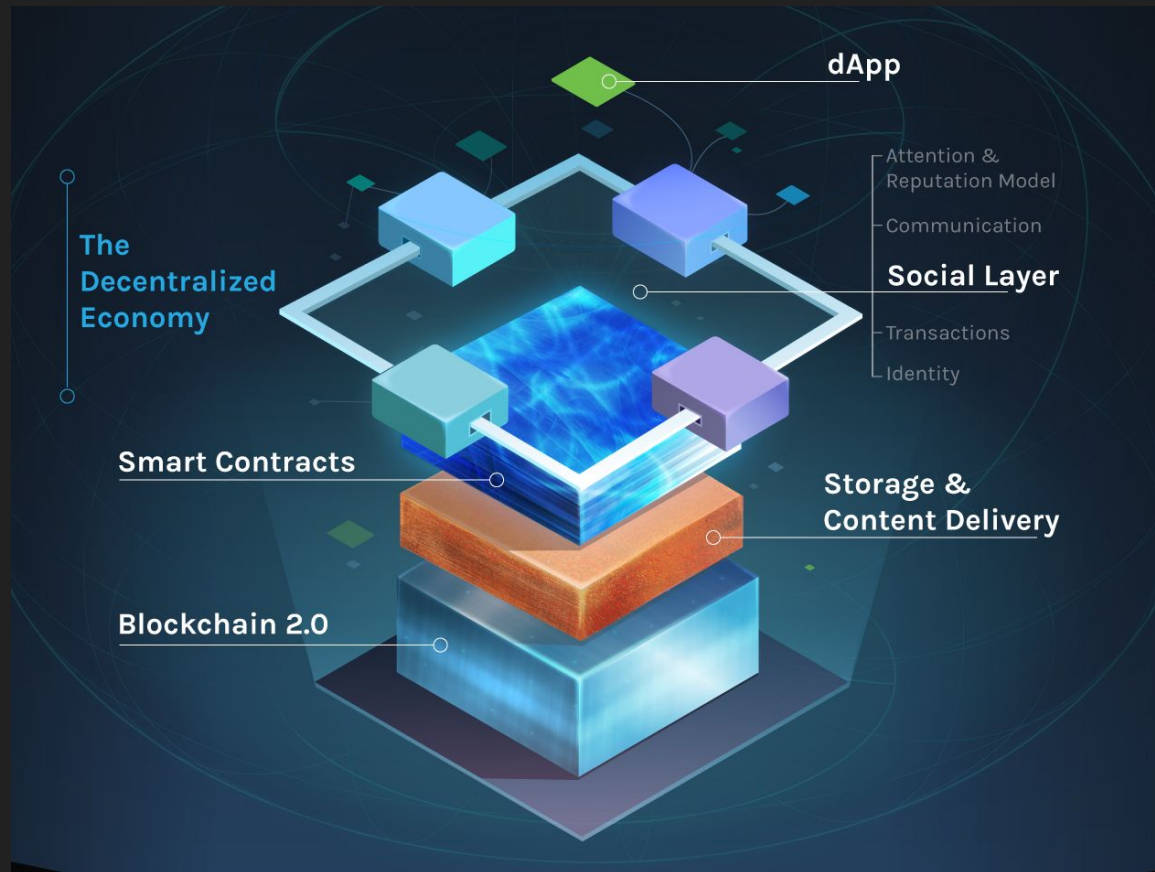 dApp
Attention &
Reputation Model
Communication
The
Decentralized
Economy
Social Layer
Transactions
Identity
Smart Contracts
Storage &
Content Delivery
Blockchain 2.0